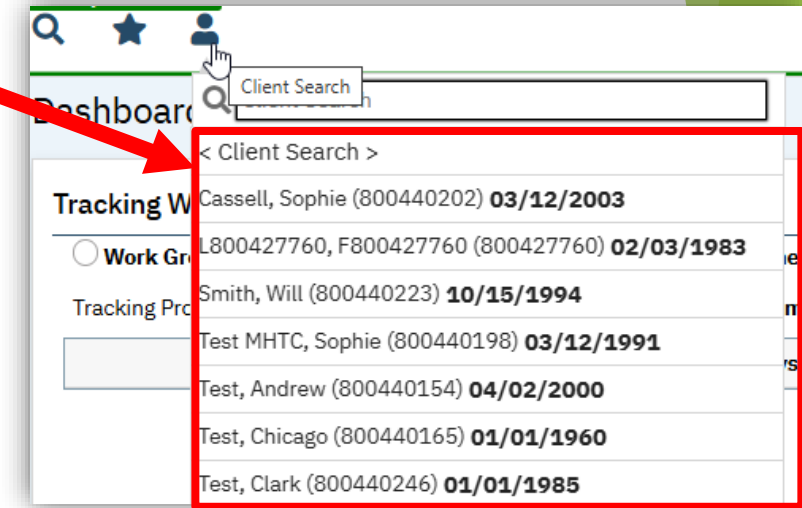 Client Search
Dashboard
< Client Search >
Cassell, Sophie (800440202) 03/12/2003
Tracking W
L800427760, F800427760 (800427760) 02/03/1983
Work Gr
Smith, Will (800440223) 10/15/1994
Tracking Pro
Test MHTC, Sophie (800440198) 03/12/1991
Test, Andrew (800440154) 04/02/2000
Test, Chicago (800440165) 01/01/1960
Test, Clark (800440246) 01/01/1985